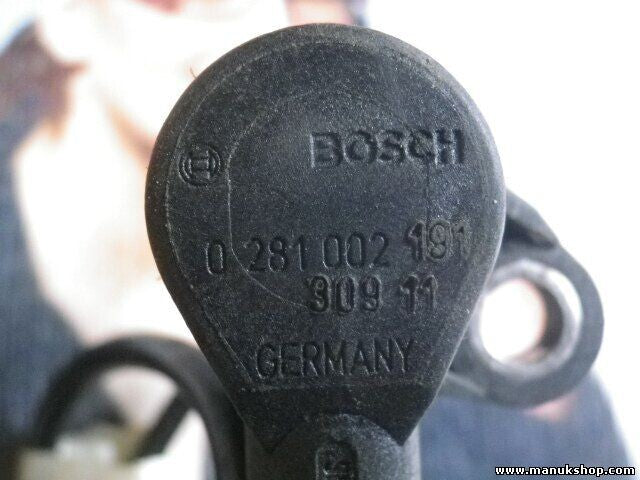 BOSCH
0 281 002 191
309 11
GERMANY
www.manukshop.com